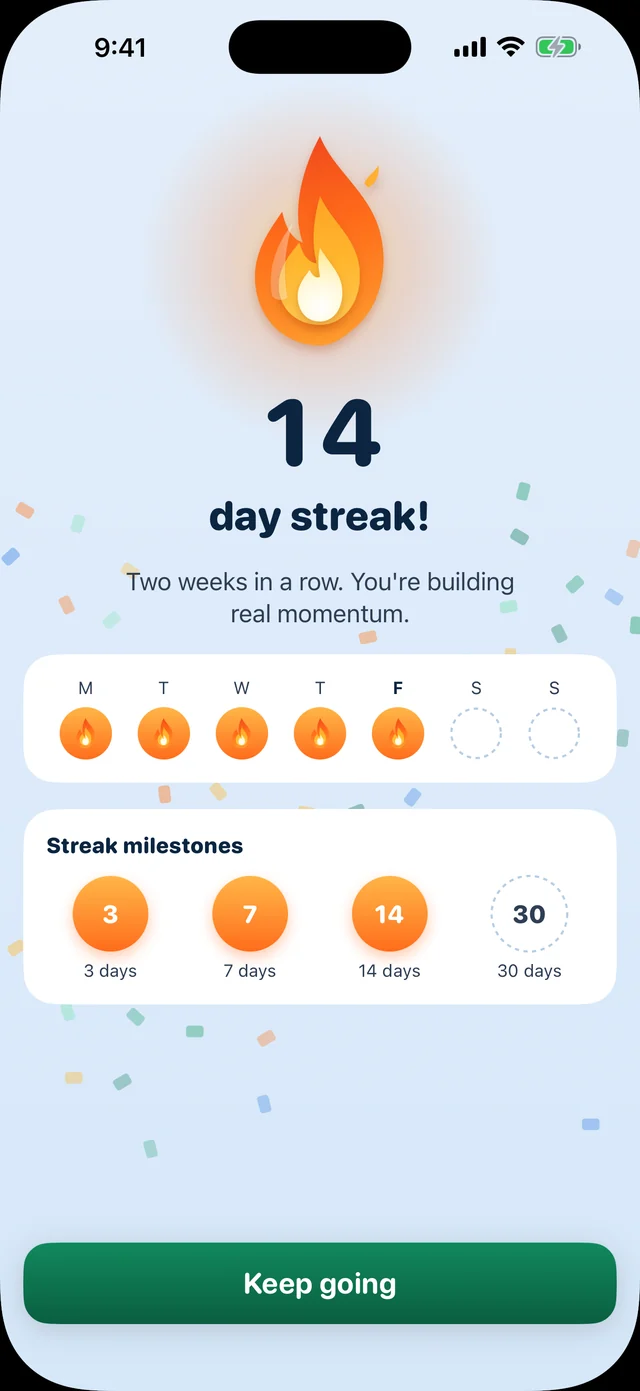 9:41
14
day streak!
Two weeks in a row. You're building
real momentum.
M T W T F S S
Streak milestones
3 7 14 30
3 days 7 days 14 days 30 days
Keep going